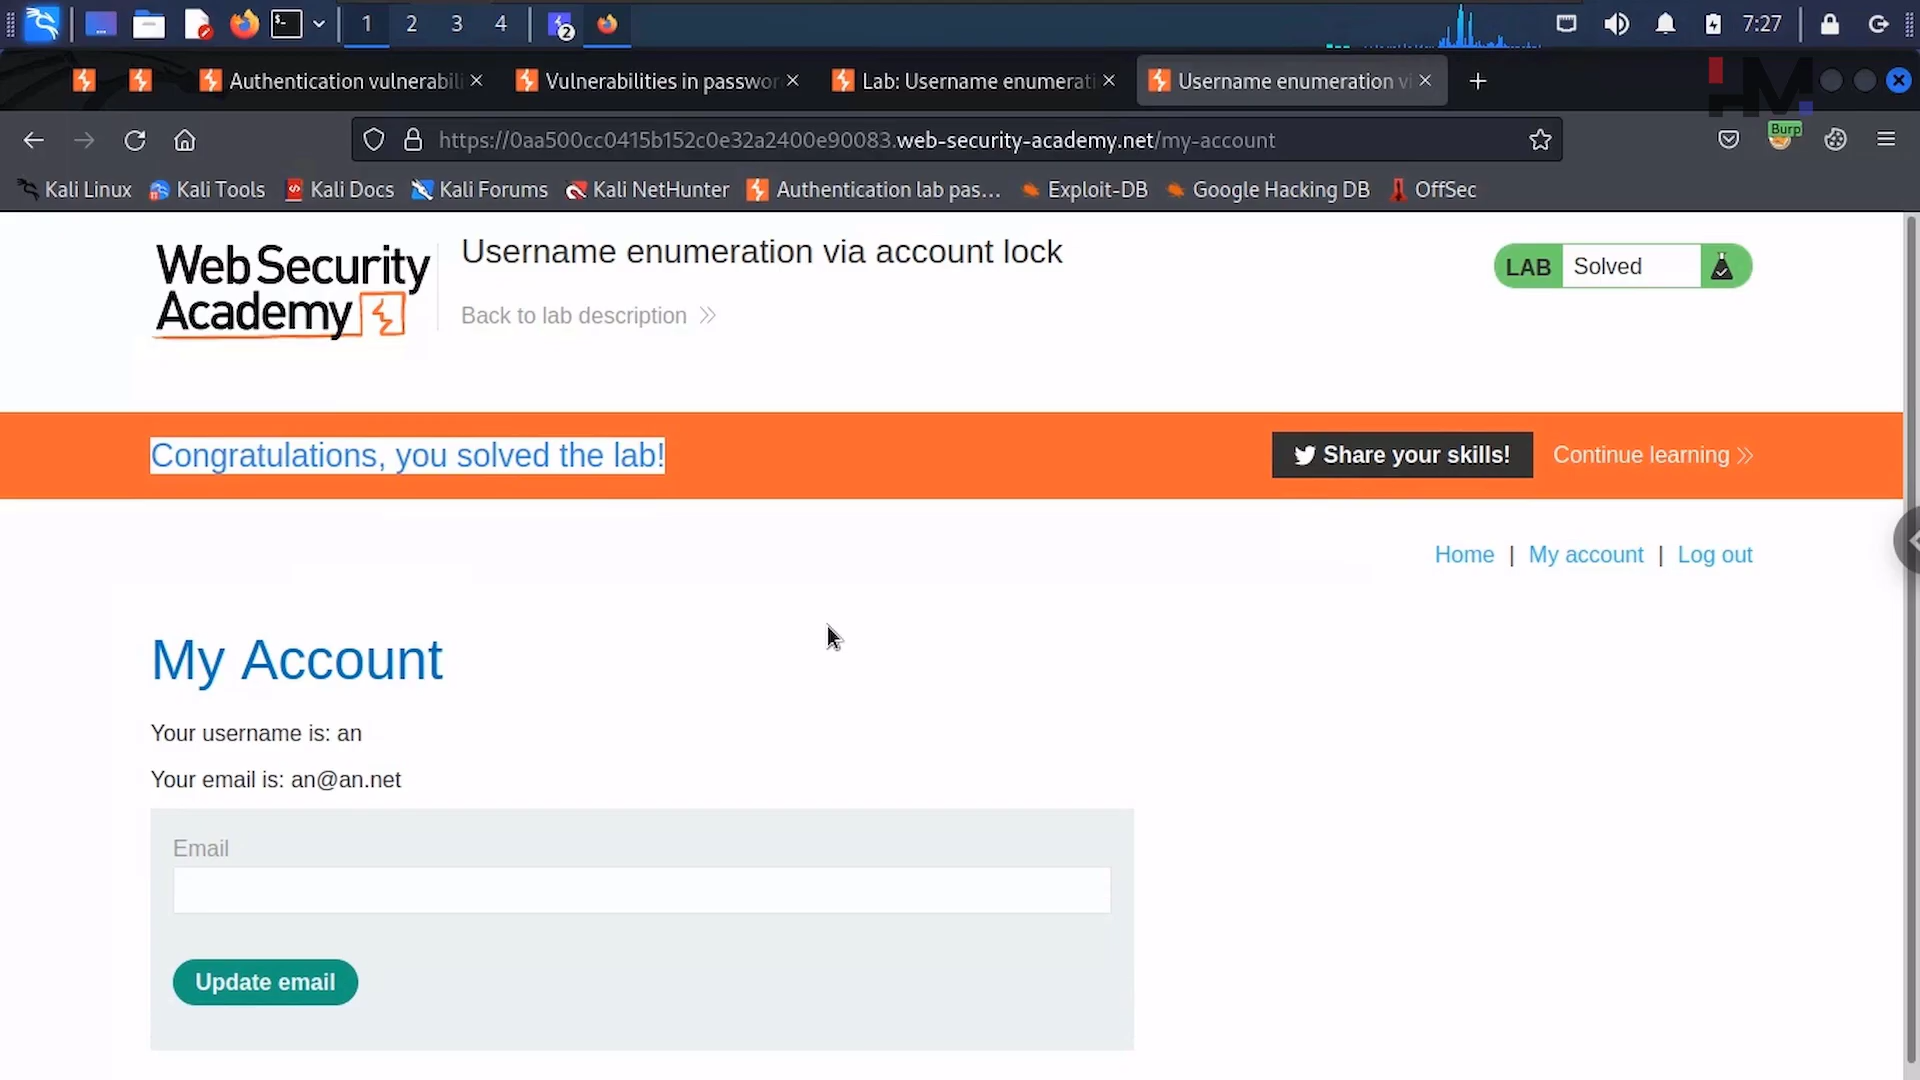 1 2 3 4 2 7:27
Authentication vulnerabili Vulnerabilities in passwor Lab: Username enumerati Username enumeration vi
HM
https://0aa500cc0415b152c0e32a2400e90083.web-security-academy.net/my-account
Burp
Kali Linux Kali Tools Kali Docs Kali Forums Kali NetHunter Authentication lab pas... Exploit-DB Google Hacking DB OffSec
Web Security
Academy
Username enumeration via account lock
Back to lab description
LAB Solved
Congratulations, you solved the lab!
Share your skills!
Continue learning
Home | My account | Log out
My Account
Your username is: an
Your email is: an@an.net
Email
Update email